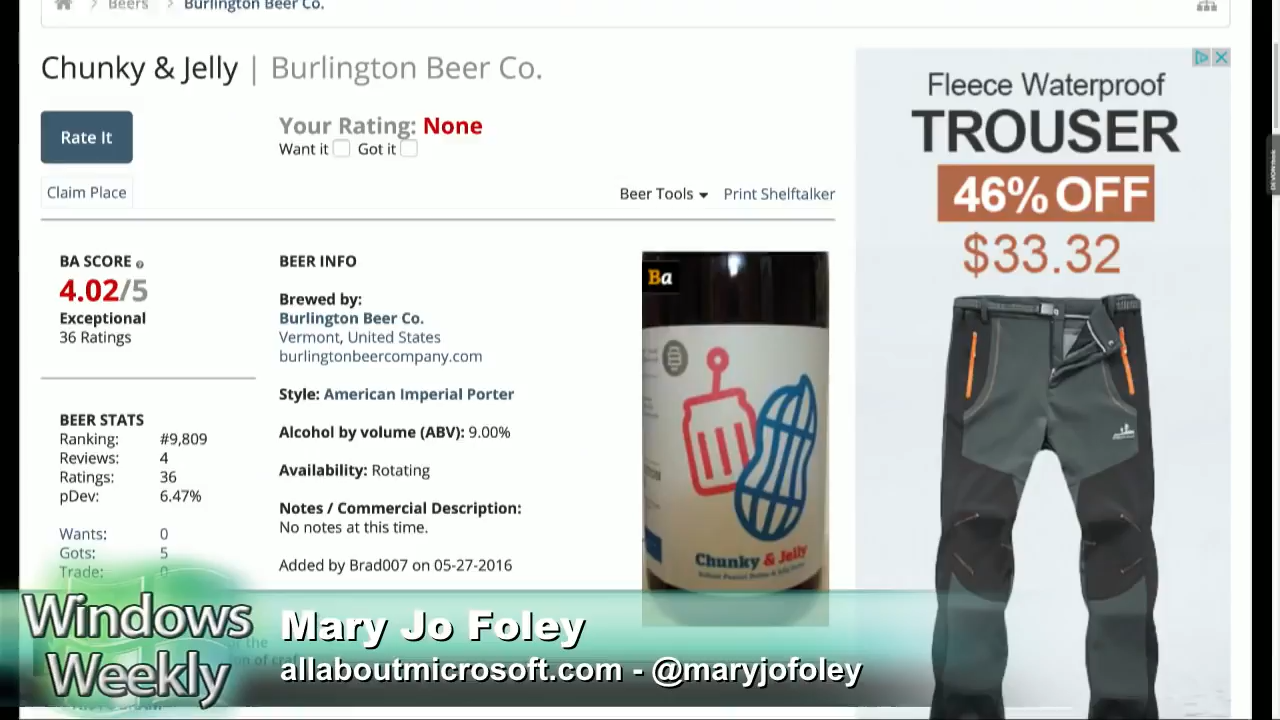 Beers
Burlington Beer Co.
Chunky & Jelly | Burlington Beer Co.
Rate It
Your Rating: None
Want it Got it
Claim Place
Beer Tools Print Shelftalker
BA SCORE
4.02/5
Exceptional
36 Ratings
BEER STATS
Ranking: #9,809
Reviews: 4
Ratings: 36
pDev: 6.47%
Wants: 0
Gots: 5
Trade: 0
BEER INFO
Brewed by:
Burlington Beer Co.
Vermont, United States
burlingtonbeercompany.com
Style: American Imperial Porter
Alcohol by volume (ABV): 9.00%
Availability: Rotating
Notes / Commercial Description:
No notes at this time.
Added by Brad007 on 05-27-2016
Ba
Chunky & Jelly
Fleece Waterproof
TROUSER
46% OFF
$33.32
Windows
Weekly
Mary Jo Foley
allaboutmicrosoft.com - @maryjofoley